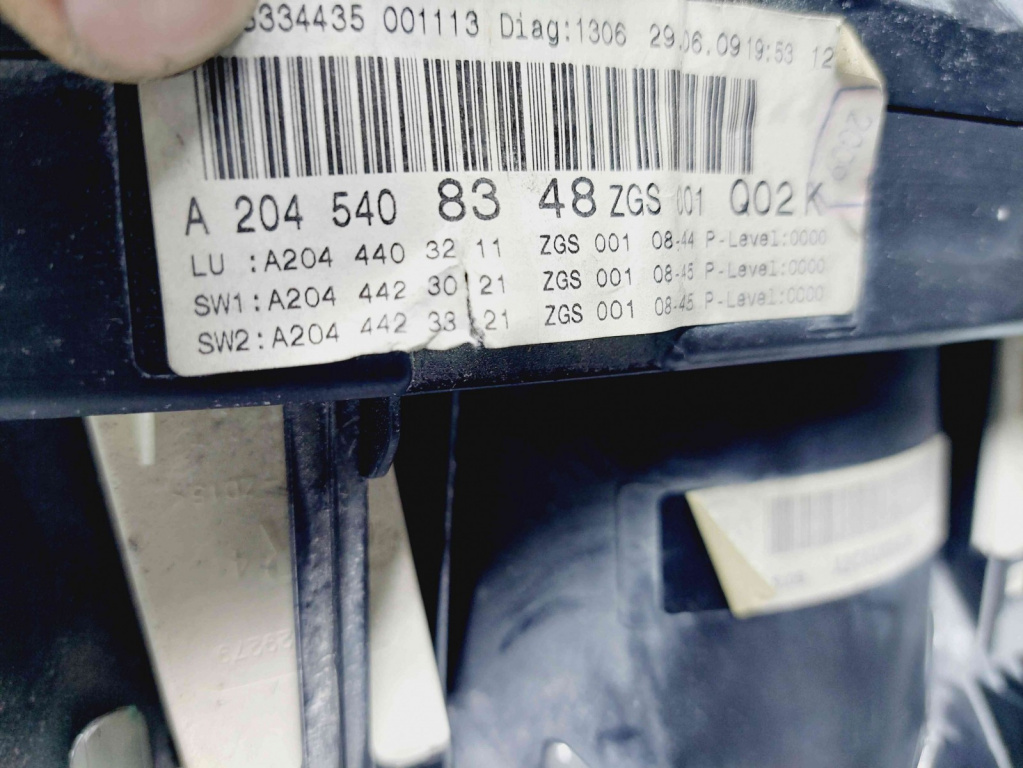 334435 001113 Diag:1306 29.06.09 19:53 12
A 204 540 83 48 ZGS 001 Q02 K
LU :A204 440 32 11 ZGS 001 08-44 P-Level:0000
SW1:A204 442 30 21 ZGS 001 08-45 P-Level:0000
SW2:A204 442 33 21 ZGS 001 08-45 P-Level:0000